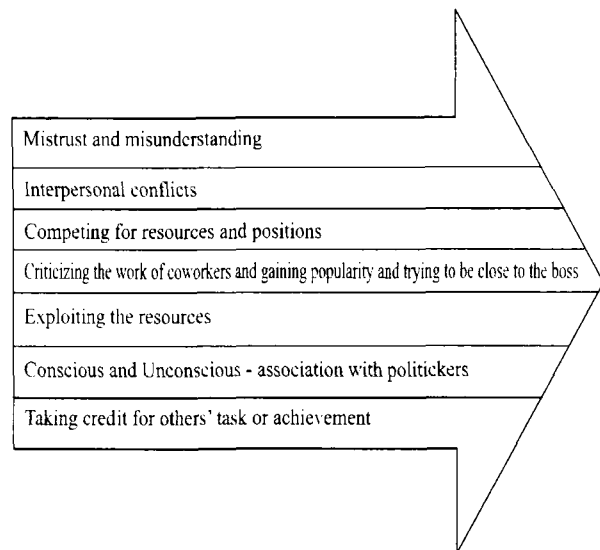 Mistrust and misunderstanding
Interpersonal conflicts
Competing for resources and positions
Criticizing the work of coworkers and gaining popularity and trying to be close to the boss
Exploiting the resources
Conscious and Unconscious - association with politickers
Taking credit for others' task or achievement